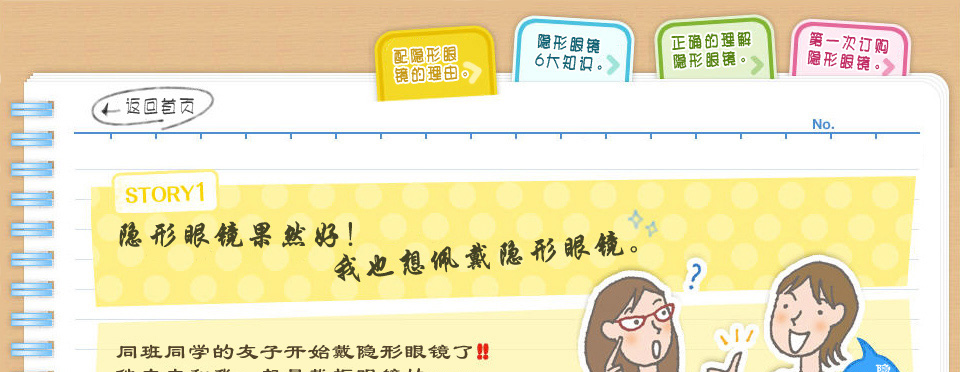 配隐形眼
镜的理由。
隐形眼镜
6大知识。
正确的理解
隐形眼镜。
第一次订购
隐形眼镜。
返回首页
No.
STORY1
隐形眼镜果然好!
我也想佩戴隐形眼镜。
?
同班同学的友子开始戴隐形眼镜了!!